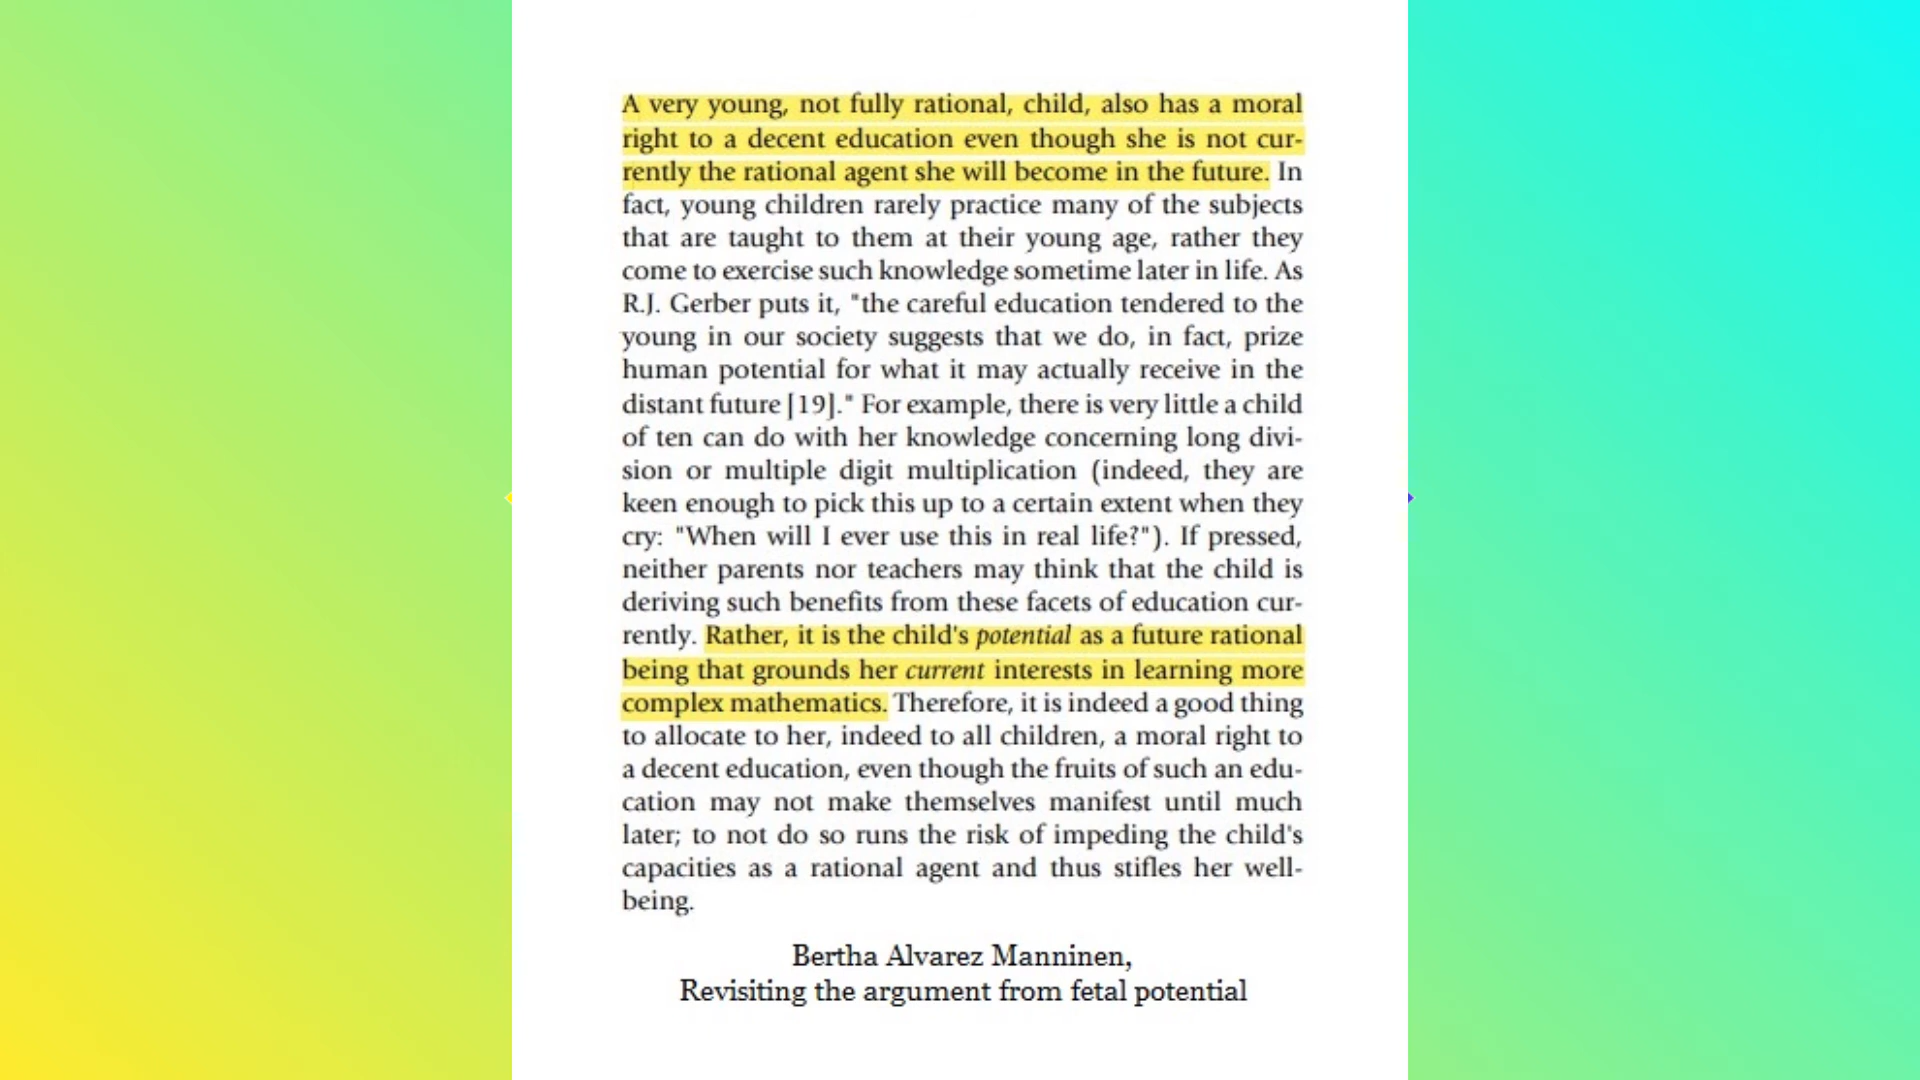 A very young, not fully rational, child, also has a moral
right to a decent education even though she is not cur-
rently the rational agent she will become in the future. In
fact, young children rarely practice many of the subjects
that are taught to them at their young age, rather they
come to exercise such knowledge sometime later in life. As
R.J. Gerber puts it, "the careful education tendered to the
young in our society suggests that we do, in fact, prize
human potential for what it may actually receive in the
distant future [19]." For example, there is very little a child
of ten can do with her knowledge concerning long divi-
sion or multiple digit multiplication (indeed, they are
keen enough to pick this up to a certain extent when they
cry: "When will I ever use this in real life?"). If pressed,
neither parents nor teachers may think that the child is
deriving such benefits from these facets of education cur-
rently. Rather, it is the child's potential as a future rational
being that grounds her current interests in learning more
complex mathematics. Therefore, it is indeed a good thing
to allocate to her, indeed to all children, a moral right to
a decent education, even though the fruits of such an edu-
cation may not make themselves manifest until much
later; to not do so runs the risk of impeding the child's
capacities as a rational agent and thus stifles her well-
being.
Bertha Alvarez Manninen,
Revisiting the argument from fetal potential